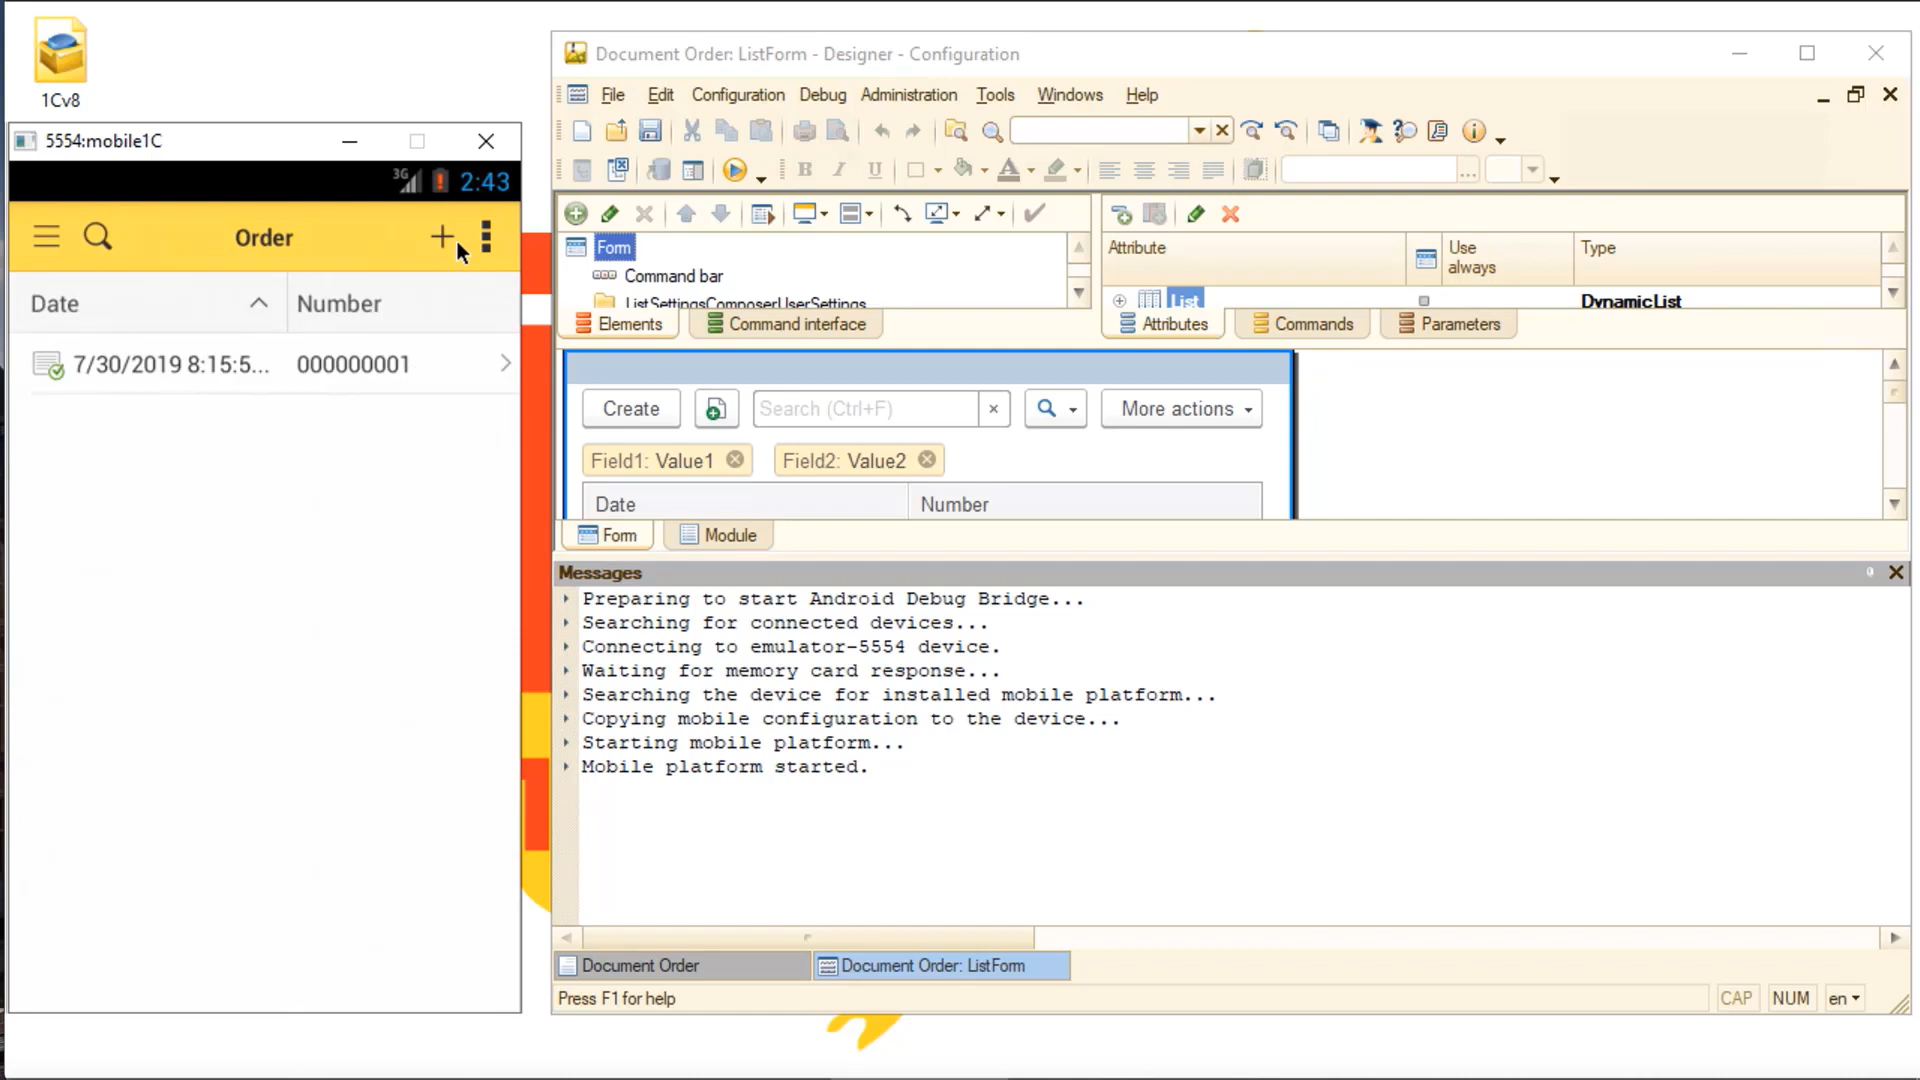 1Cv8
5554:mobile1C
3G 2:43
Order
Date Number
7/30/2019 8:15:5... 000000001
Document Order: ListForm - Designer - Configuration
File Edit Configuration Debug Administration Tools Windows Help
B I U A
Form
Command bar
ListSettingsComposerUserSettings
Elements Command interface
Attribute Use always Type
List DynamicList
Attributes Commands Parameters
Create Search (Ctrl+F) × More actions
Field1: Value1 Field2: Value2
Date Number
Form Module
Messages
Preparing to start Android Debug Bridge...
Searching for connected devices...
Connecting to emulator-5554 device.
Waiting for memory card response...
Searching the device for installed mobile platform...
Copying mobile configuration to the device...
Starting mobile platform...
Mobile platform started.
Document Order Document Order: ListForm
Press F1 for help CAP NUM en